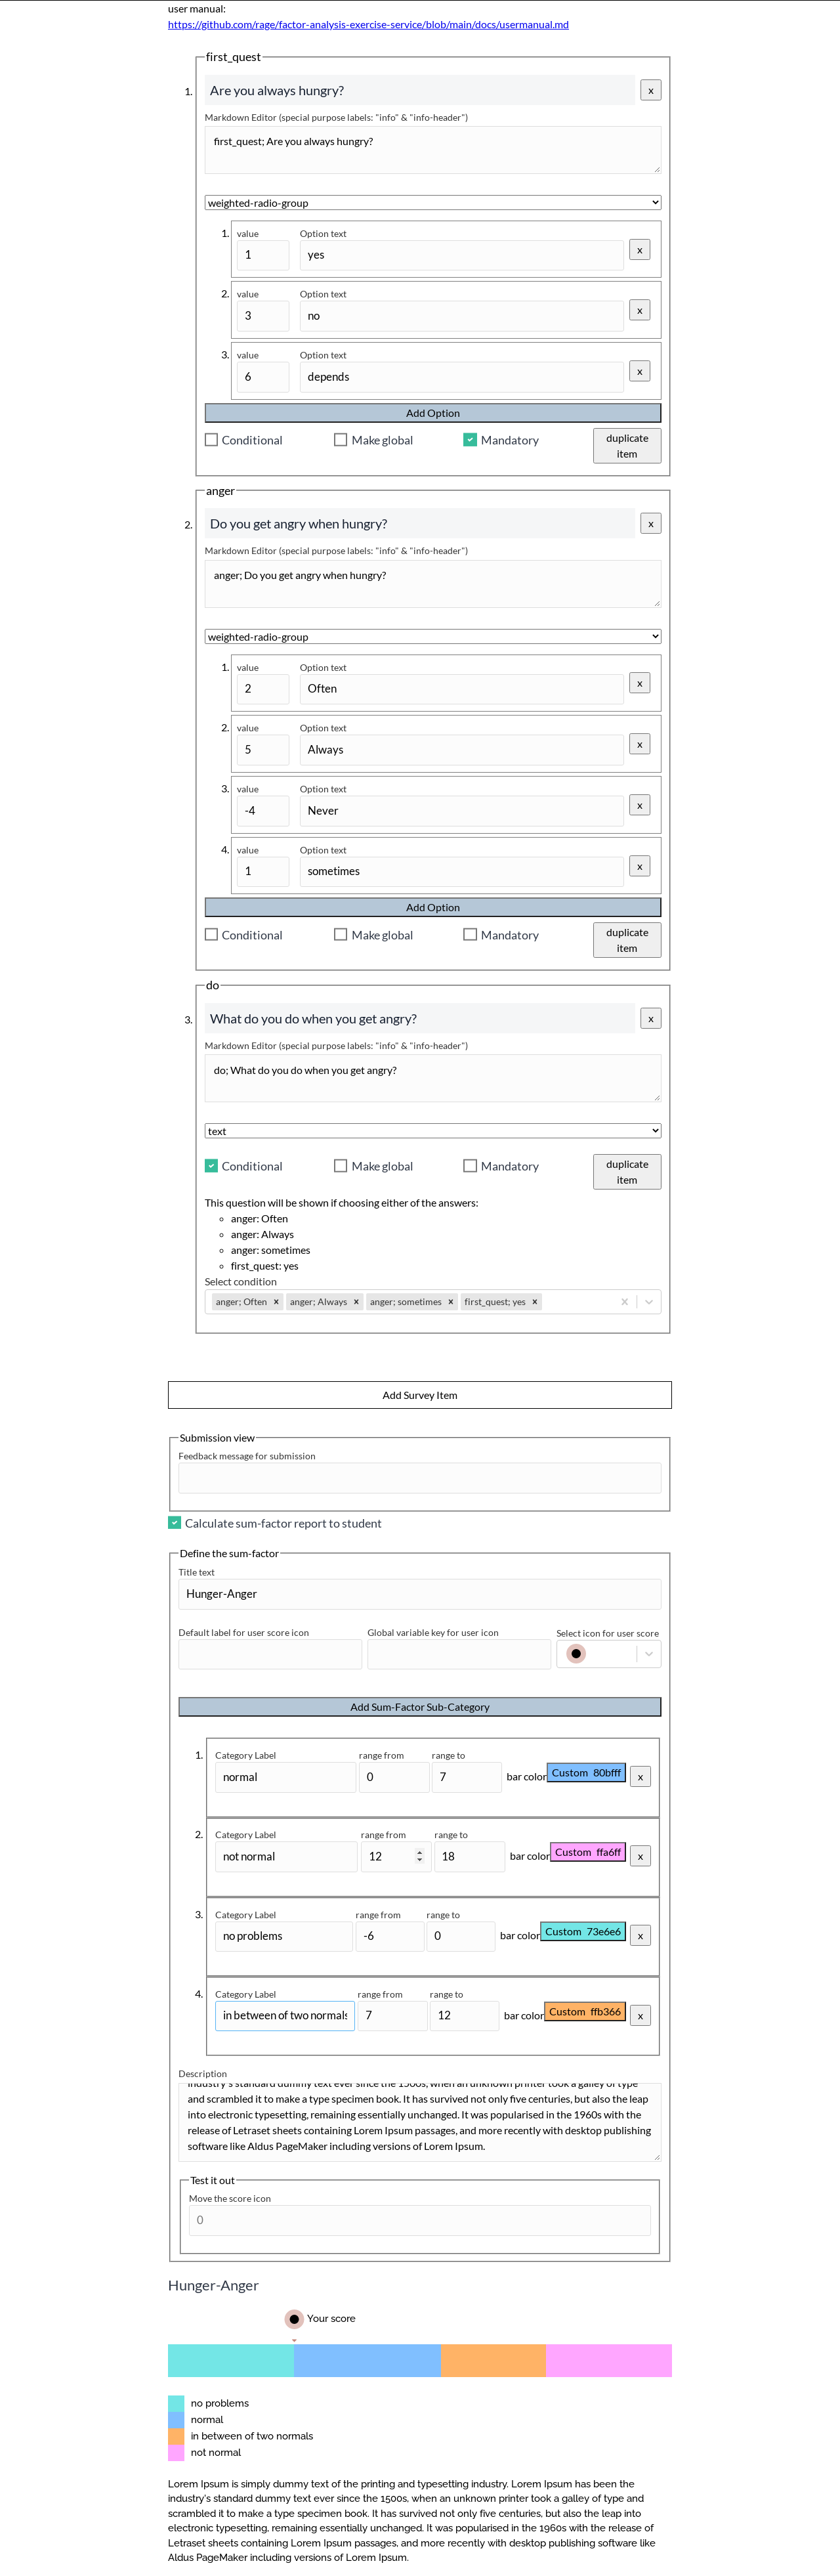 user manual:
https://github.com/rage/factor-analysis-exercise-service/blob/main/docs/usermanual.md
first_quest
1.
Are you always hungry?
x
Markdown Editor (special purpose labels: "info" & "info-header")
first_quest; Are you always hungry?
weighted-radio-group
1. value Option text
1 yes x
2. value Option text
3 no x
3. value Option text
6 depends x
Add Option
Conditional Make global Mandatory duplicate
item
anger
2.
Do you get angry when hungry?
x
Markdown Editor (special purpose labels: "info" & "info-header")
anger; Do you get angry when hungry?
weighted-radio-group
1. value Option text
2 Often x
2. value Option text
5 Always x
3. value Option text
-4 Never x
4. value Option text
1 sometimes x
Add Option
Conditional Make global Mandatory duplicate
item
do
3.
What do you do when you get angry?
x
Markdown Editor (special purpose labels: "info" & "info-header")
do; What do you do when you get angry?
text
Conditional Make global Mandatory duplicate
item
This question will be shown if choosing either of the answers:
anger: Often
anger: Always
anger: sometimes
first_quest: yes
Select condition
anger; Often x anger; Always x anger; sometimes x first_quest; yes x
Add Survey Item
Submission view
Feedback message for submission
Calculate sum-factor report to student
Define the sum-factor
Title text
Hunger-Anger
Default label for user score icon Global variable key for user icon Select icon for user score
Add Sum-Factor Sub-Category
1. Category Label range from range to
normal 0 7 bar color Custom 80bfff x
2. Category Label range from range to
not normal 12 18 bar color Custom ffa6ff x
3. Category Label range from range to
no problems -6 0 bar color Custom 73e6e6 x
4. Category Label range from range to
in between of two normals 7 12 bar color Custom ffb366 x
Description
industry's standard dummy text ever since the 1500s, when an unknown printer took a galley of type
and scrambled it to make a type specimen book. It has survived not only five centuries, but also the leap
into electronic typesetting, remaining essentially unchanged. It was popularised in the 1960s with the
release of Letraset sheets containing Lorem Ipsum passages, and more recently with desktop publishing
software like Aldus PageMaker including versions of Lorem Ipsum.
Test it out
Move the score icon
0
Hunger-Anger
Your score
no problems
normal
in between of two normals
not normal
Lorem Ipsum is simply dummy text of the printing and typesetting industry. Lorem Ipsum has been the
industry's standard dummy text ever since the 1500s, when an unknown printer took a galley of type and
scrambled it to make a type specimen book. It has survived not only five centuries, but also the leap into
electronic typesetting, remaining essentially unchanged. It was popularised in the 1960s with the release of
Letraset sheets containing Lorem Ipsum passages, and more recently with desktop publishing software like
Aldus PageMaker including versions of Lorem Ipsum.